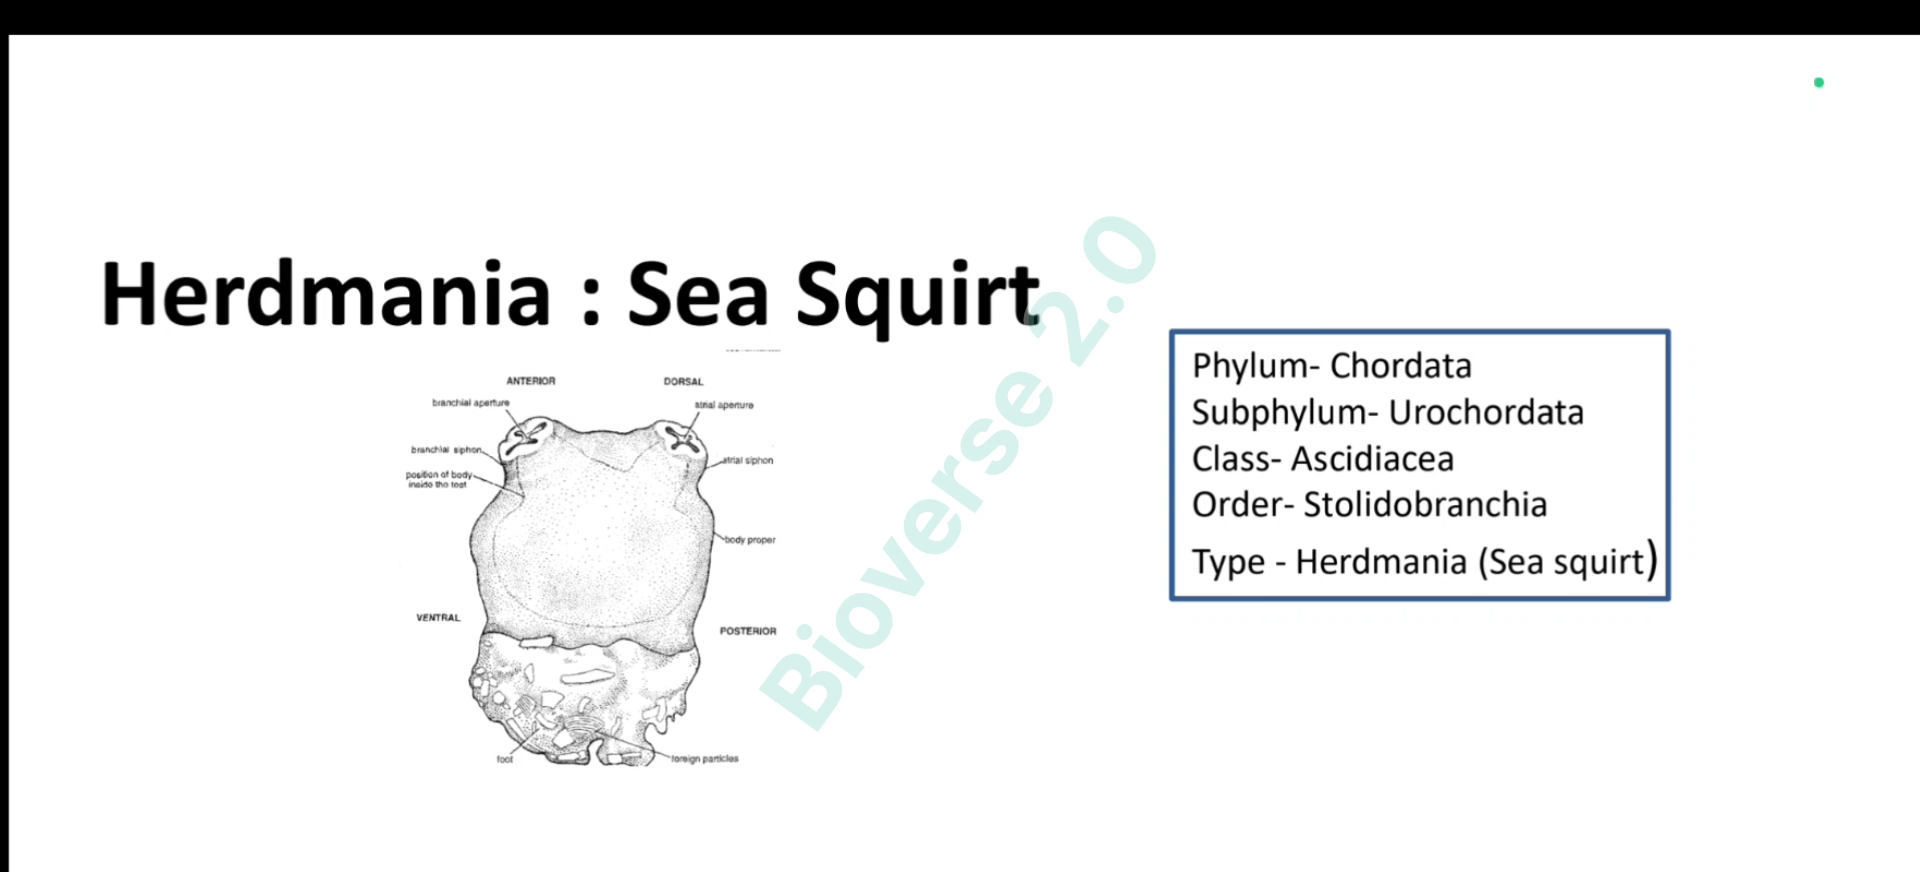 Herdmania : Sea Squirt
ANTERIOR
DORSAL
branchial aperture
atrial aperture
branchial siphon
atrial siphon
position of body
inside the test
body proper
VENTRAL
POSTERIOR
foot
foreign particles
Phylum- Chordata
Subphylum- Urochordata
Class- Ascidiacea
Order- Stolidobranchia
Type - Herdmania (Sea squirt)
Bioverse 2.0